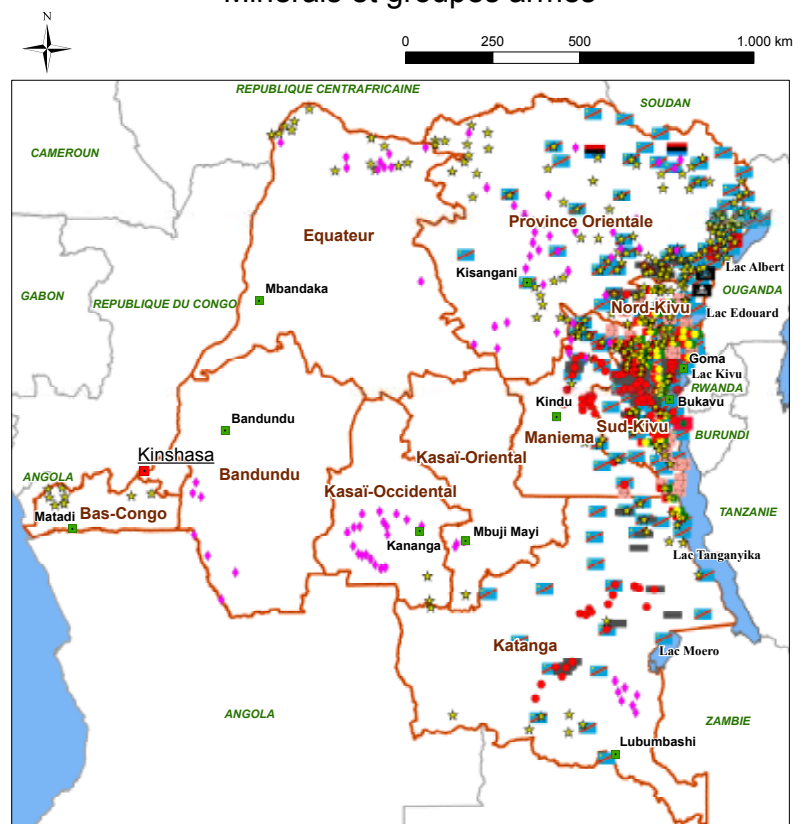 Minerais et groupes armés
N
0 250 500 1.000 km
REPUBLIQUE CENTRAFRICAINE
SOUDAN
CAMEROUN
Province Orientale
Equateur
Lac Albert
Kisangani
OUGANDA
GABON
Mbandaka
REPUBLIQUE DU CONGO
Nord-Kivu
Lac Edouard
Goma
Lac Kivu
RWANDA
Bukavu
Kindu
Bandundu
Sud-Kivu
BURUNDI
Maniema
Kinshasa
Kasaï-Oriental
ANGOLA
Bandundu
Kasaï-Occidental
Matadi
Bas-Congo
TANZANIE
Kananga
Mbuji Mayi
Lac Tanganyika
Katanga
Lac Moero
ANGOLA
ZAMBIE
Lubumbashi